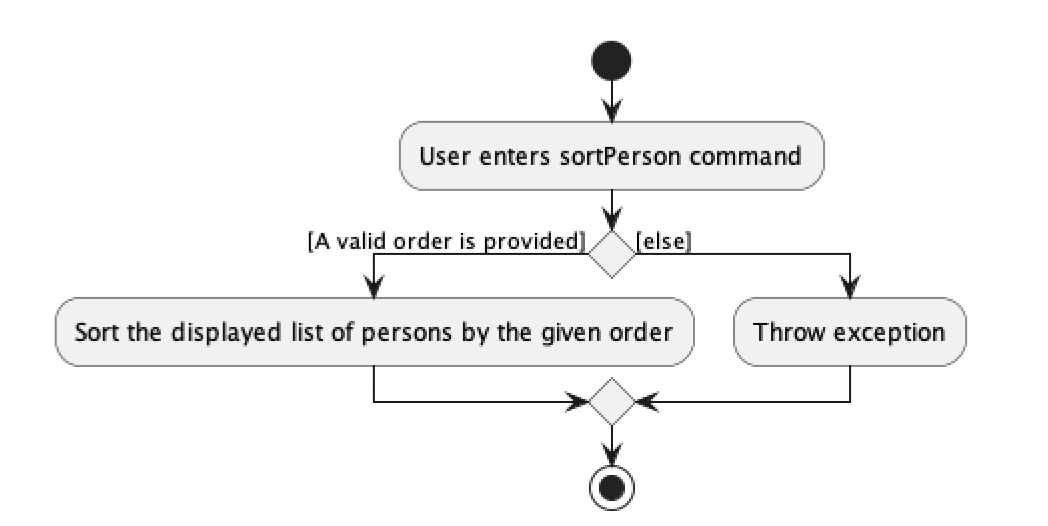 User enters sortPerson command
[A valid order is provided]
[else]
Sort the displayed list of persons by the given order
Throw exception